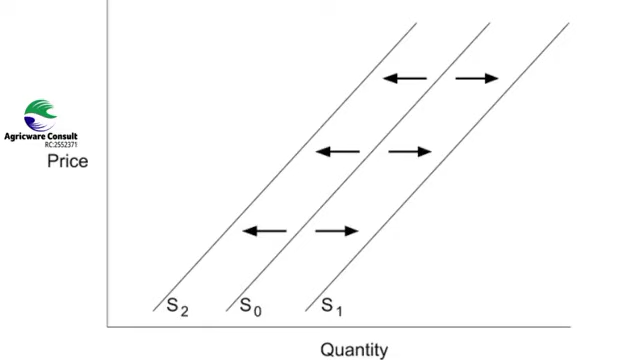 Agricware Consult
RC:2552371
Price
S2 S0 S1
Quantity